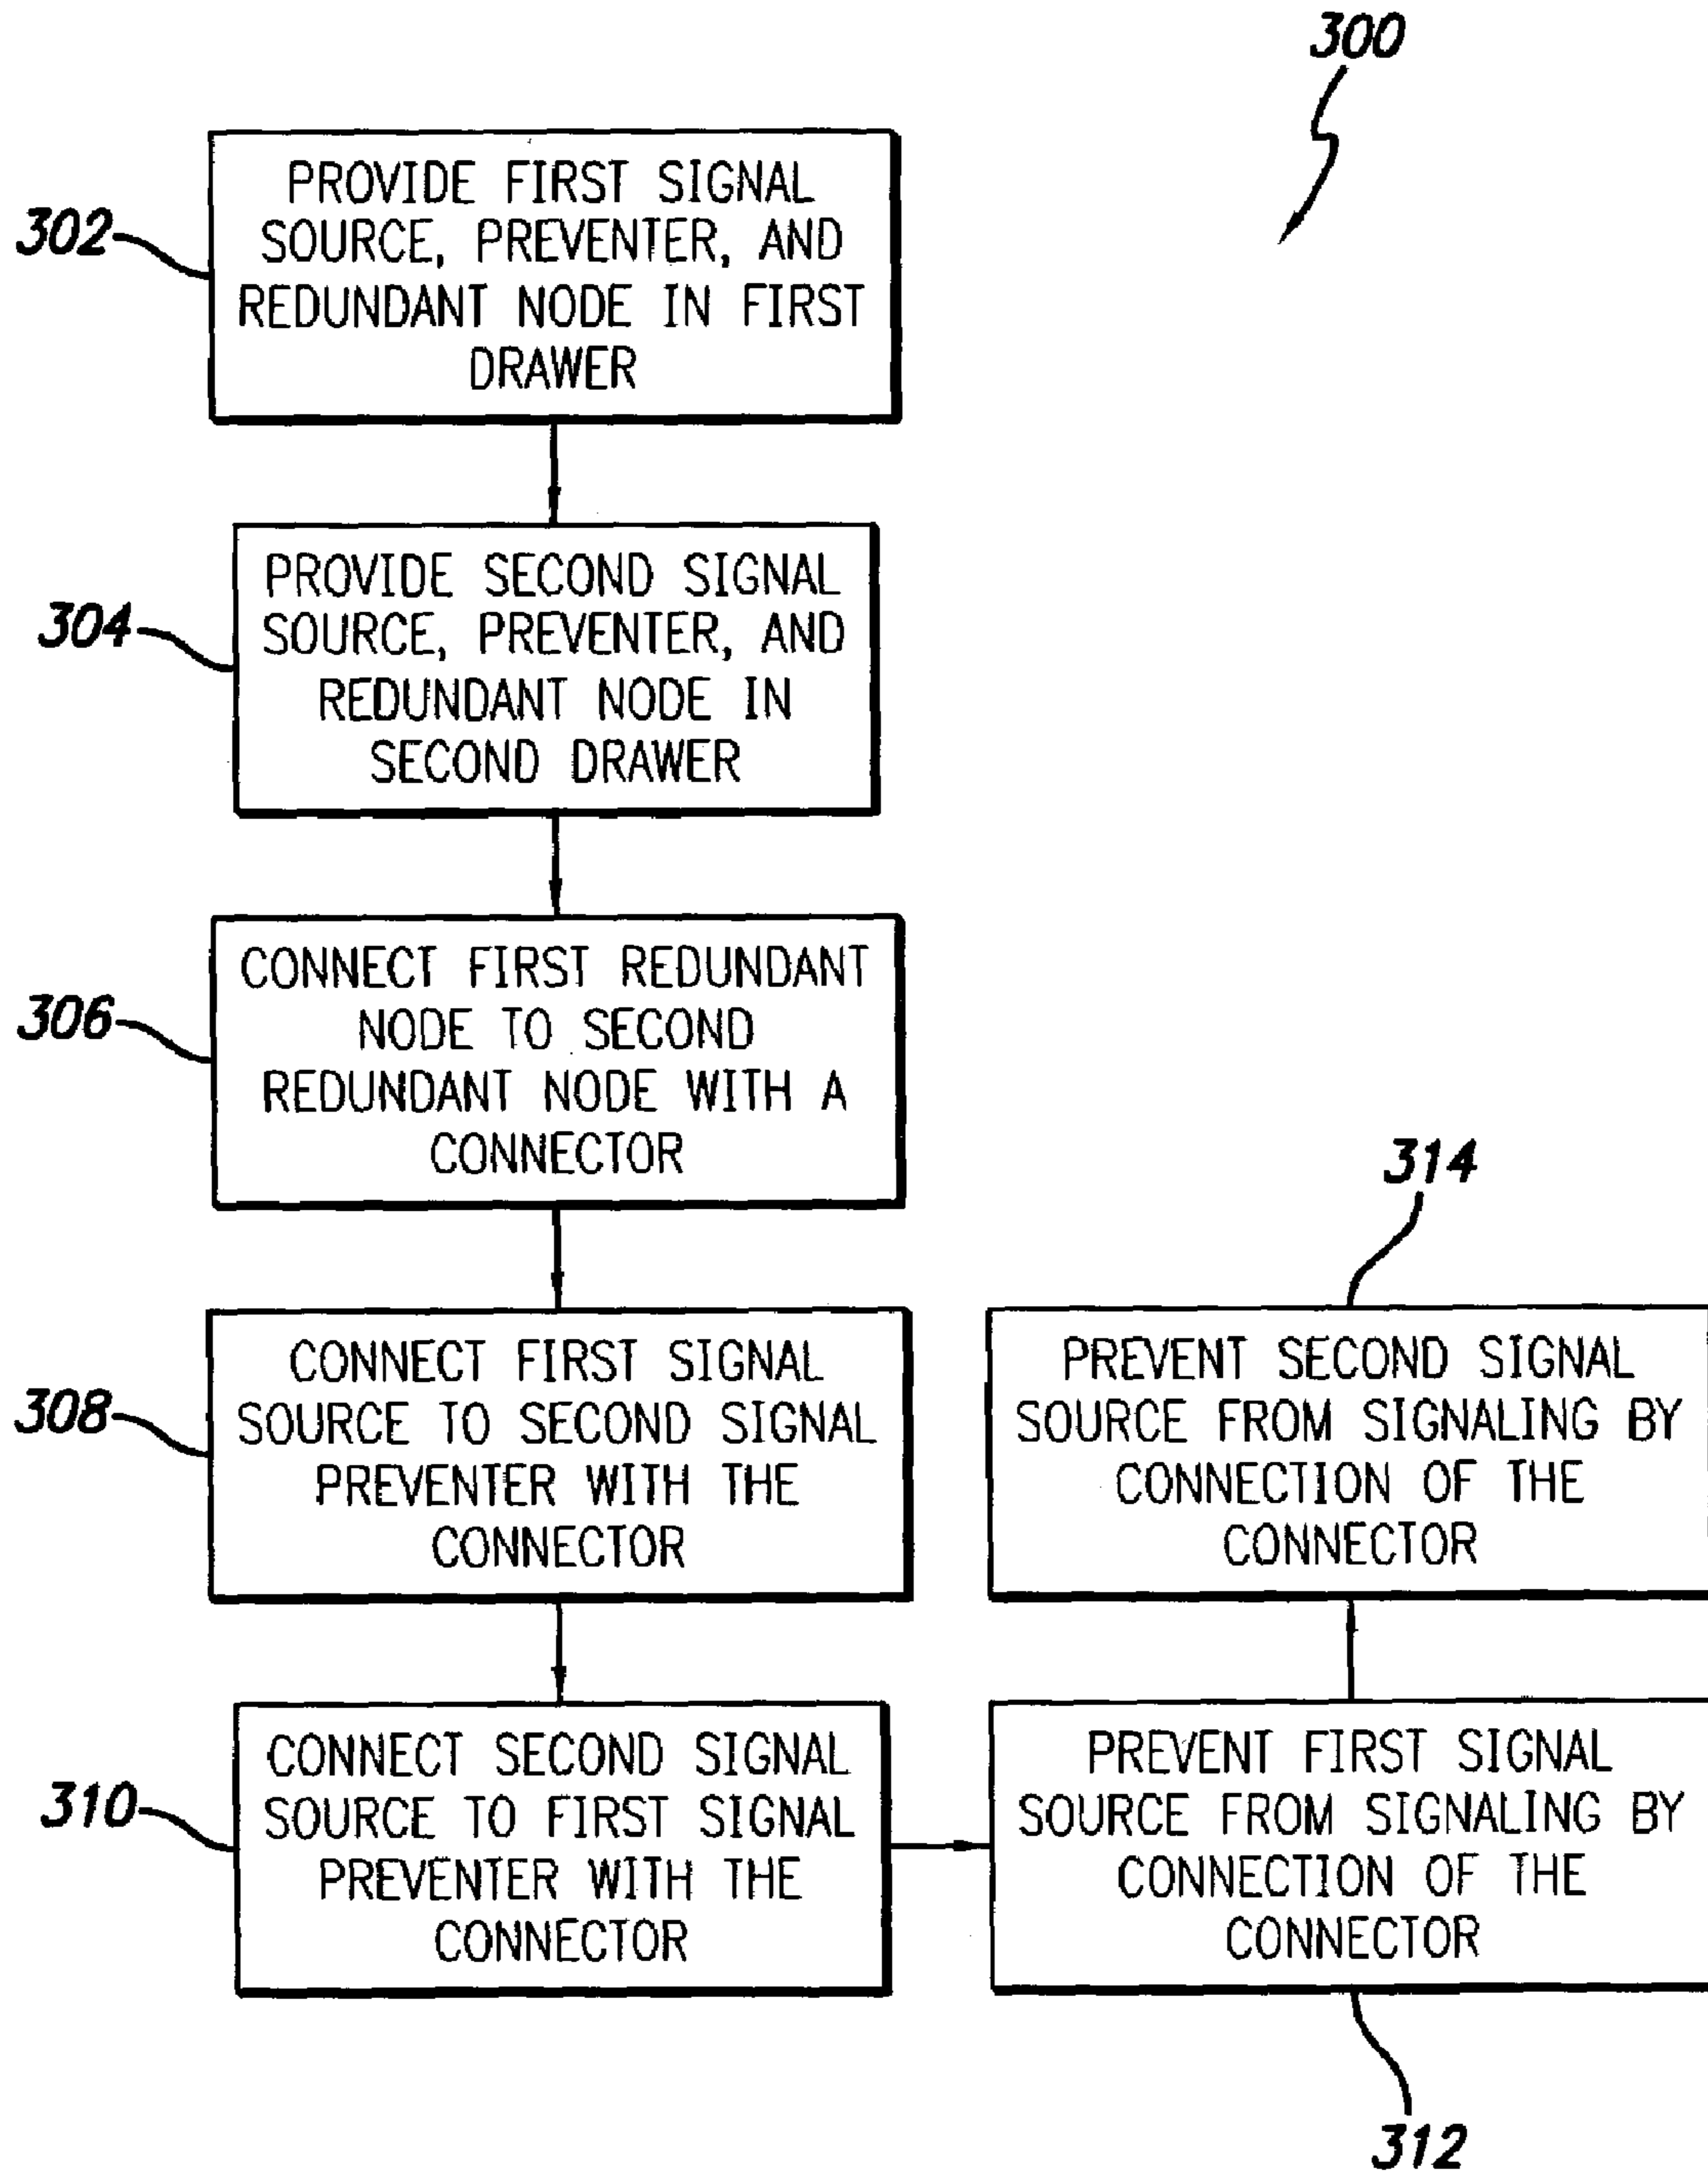 300
302
PROVIDE FIRST SIGNAL
SOURCE, PREVENTER, AND
REDUNDANT NODE IN FIRST
DRAWER
304
PROVIDE SECOND SIGNAL
SOURCE, PREVENTER, AND
REDUNDANT NODE IN
SECOND DRAWER
306
CONNECT FIRST REDUNDANT
NODE TO SECOND
REDUNDANT NODE WITH A
CONNECTOR
308
CONNECT FIRST SIGNAL
SOURCE TO SECOND SIGNAL
PREVENTER WITH THE
CONNECTOR
310
CONNECT SECOND SIGNAL
SOURCE TO FIRST SIGNAL
PREVENTER WITH THE
CONNECTOR
PREVENT FIRST SIGNAL
SOURCE FROM SIGNALING BY
CONNECTION OF THE
CONNECTOR
312
314
PREVENT SECOND SIGNAL
SOURCE FROM SIGNALING BY
CONNECTION OF THE
CONNECTOR